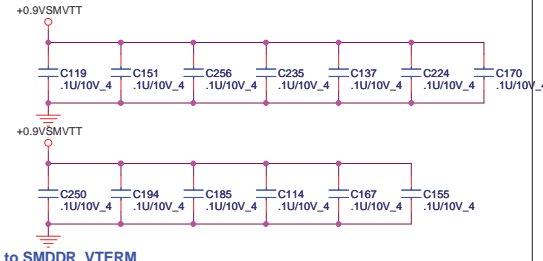 +0.9VSMVTT
C119 C151 C256 C235 C137 C224 C170
.1U/10V_4 .1U/10V_4 .1U/10V_4 .1U/10V_4 .1U/10V_4 .1U/10V_4 .1U/10V_4
+0.9VSMVTT
C250 C194 C185 C114 C167 C155
.1U/10V_4 .1U/10V_4 .1U/10V_4 .1U/10V_4 .1U/10V_4 .1U/10V_4
to SMDDR_VTERM